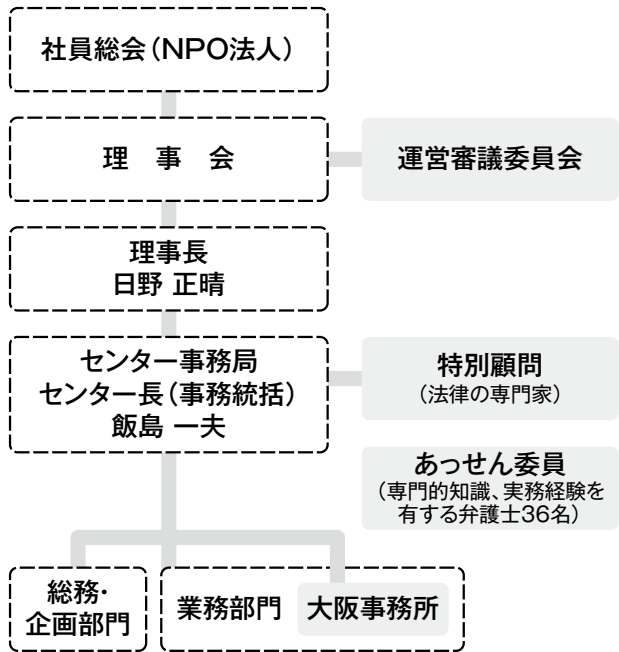 社員総会（NPO法人）
理　事　会
運営審議委員会
理事長
日野 正晴
センター事務局
センター長（事務統括）
飯島 一夫
特別顧問
（法律の専門家）
あっせん委員
（専門的知識、実務経験を
有する弁護士36名）
総務・
企画部門
業務部門
大阪事務所